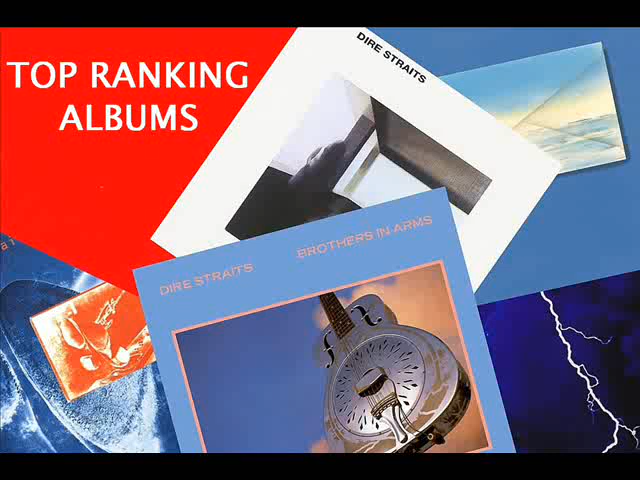 TOP RANKING
ALBUMS
DIRE STRAITS
DIRE STRAITS
BROTHERS IN ARMS